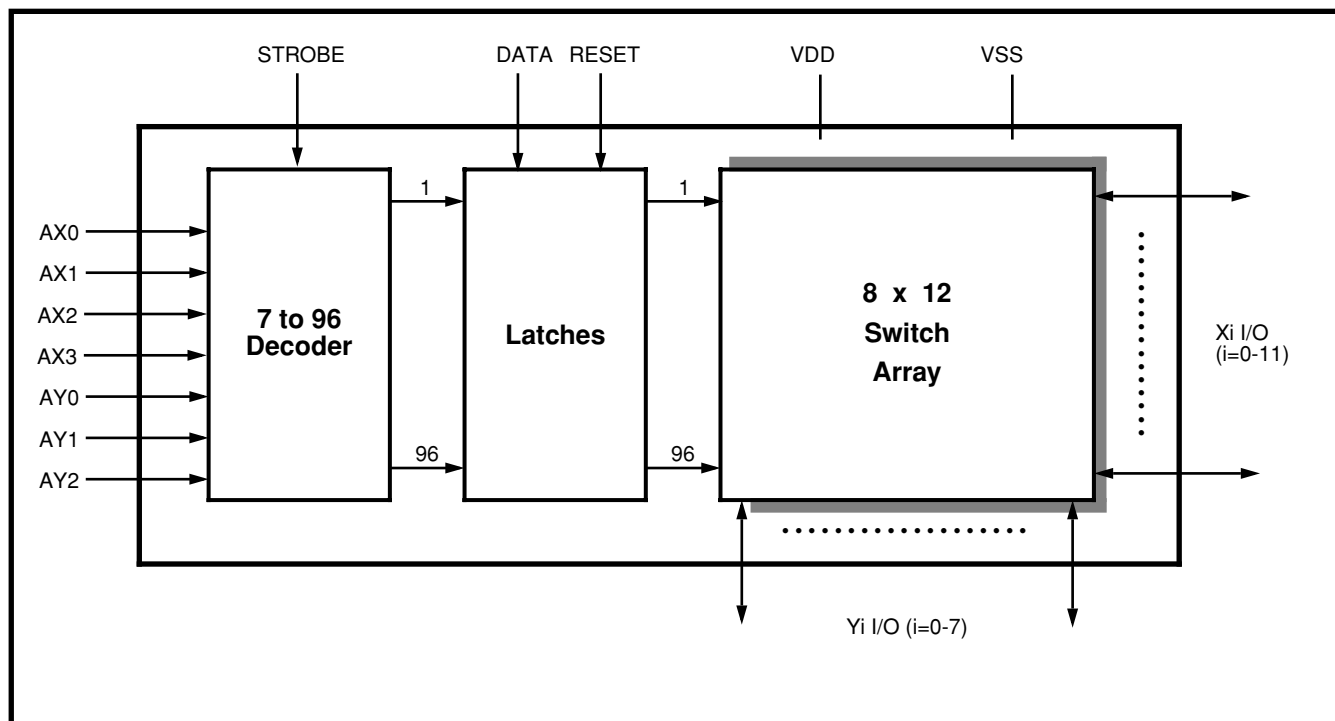 STROBE
DATA
RESET
VDD
VSS
AX0
AX1
AX2
AX3
AY0
AY1
AY2
7 to 96
Decoder
1
96
Latches
1
96
8 x 12
Switch
Array
Xi I/O
(i=0-11)
Yi I/O (i=0-7)